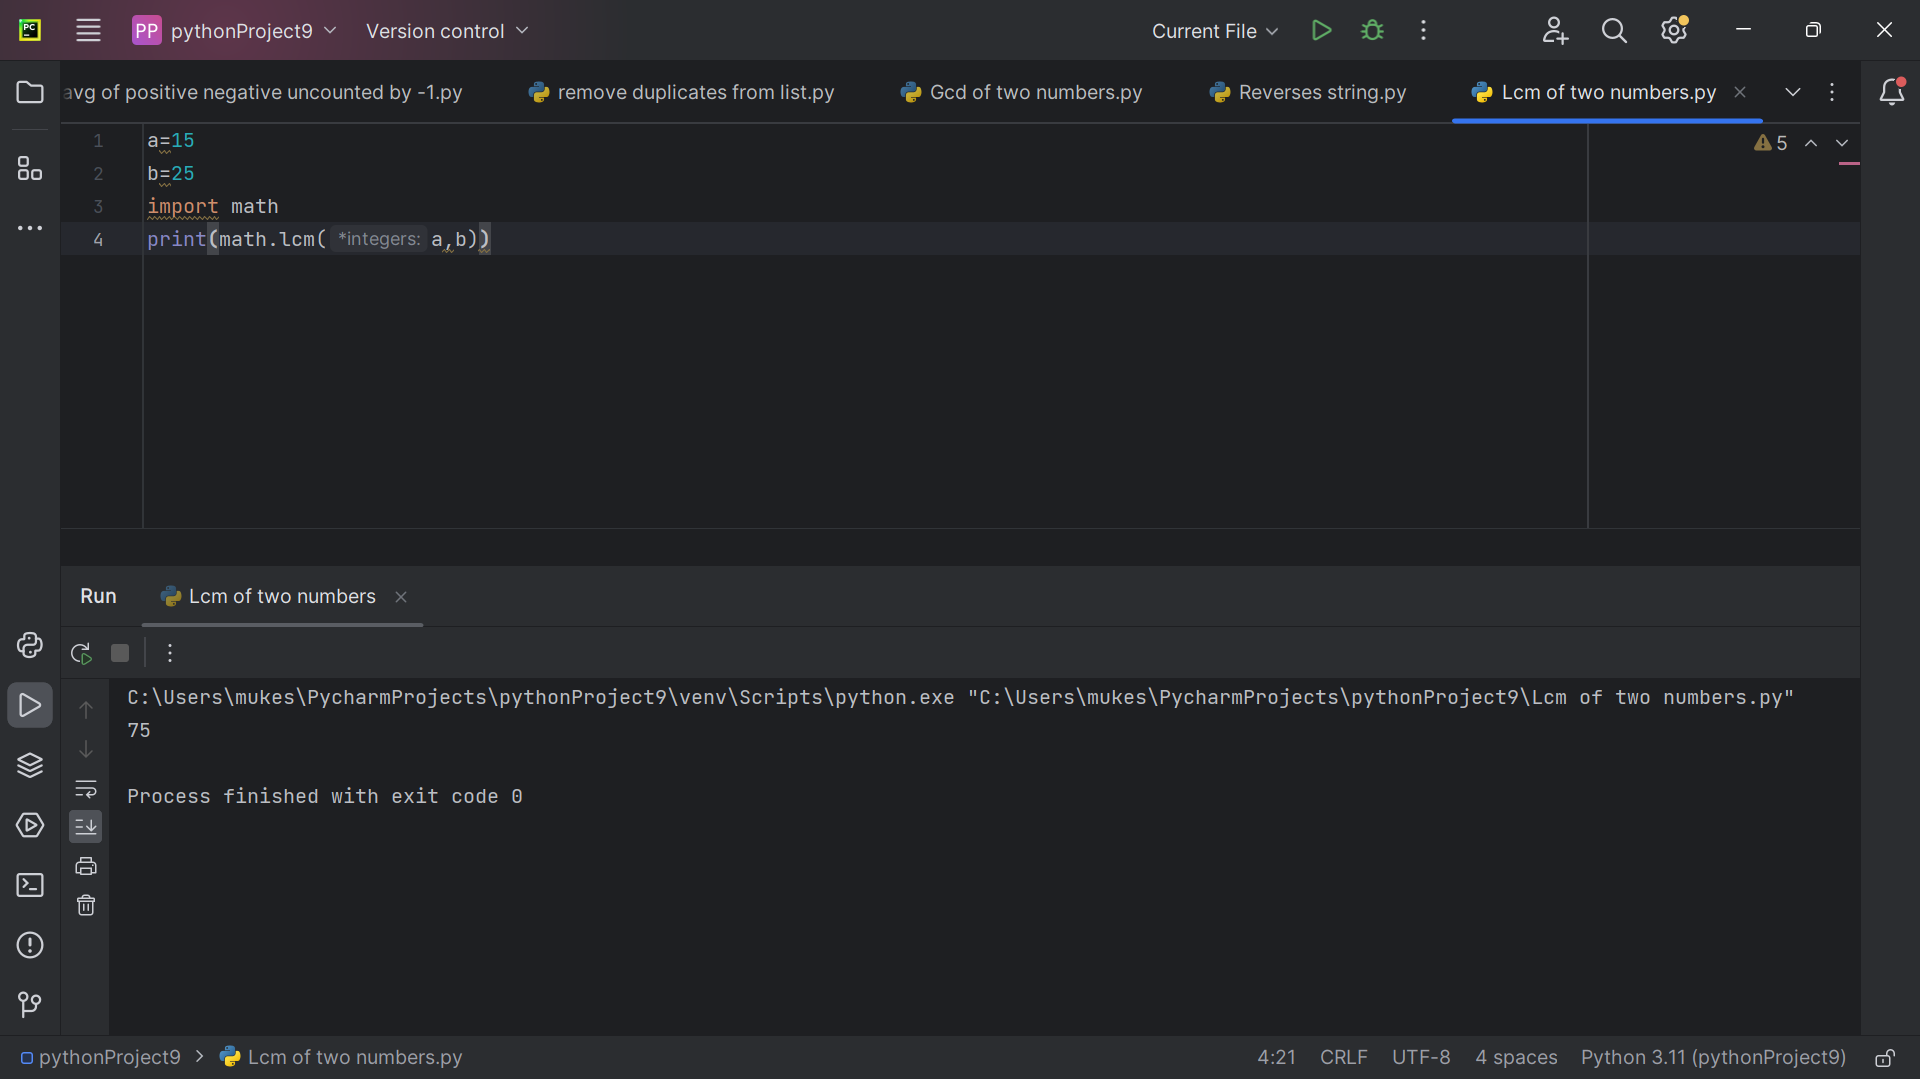 PC
PP pythonProject9 Version control Current File
avg of positive negative uncounted by -1.py remove duplicates from list.py Gcd of two numbers.py Reverses string.py Lcm of two numbers.py
1 a=15 5
2 b=25
3 import math
4 print(math.lcm( *integers: a,b))
Run Lcm of two numbers
C:\Users\mukes\PycharmProjects\pythonProject9\venv\Scripts\python.exe "C:\Users\mukes\PycharmProjects\pythonProject9\Lcm of two numbers.py"
75
Process finished with exit code 0
pythonProject9 > Lcm of two numbers.py 4:21 CRLF UTF-8 4 spaces Python 3.11 (pythonProject9)